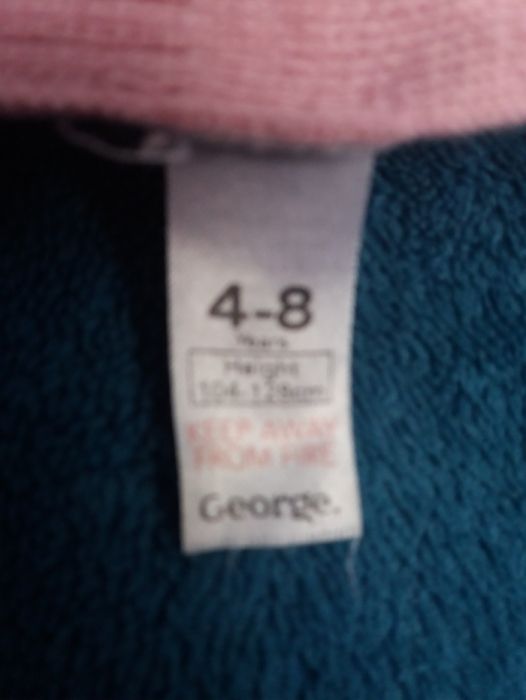 4-8
Years
Height
104-128cm
KEEP AWAY
FROM FIRE
George.